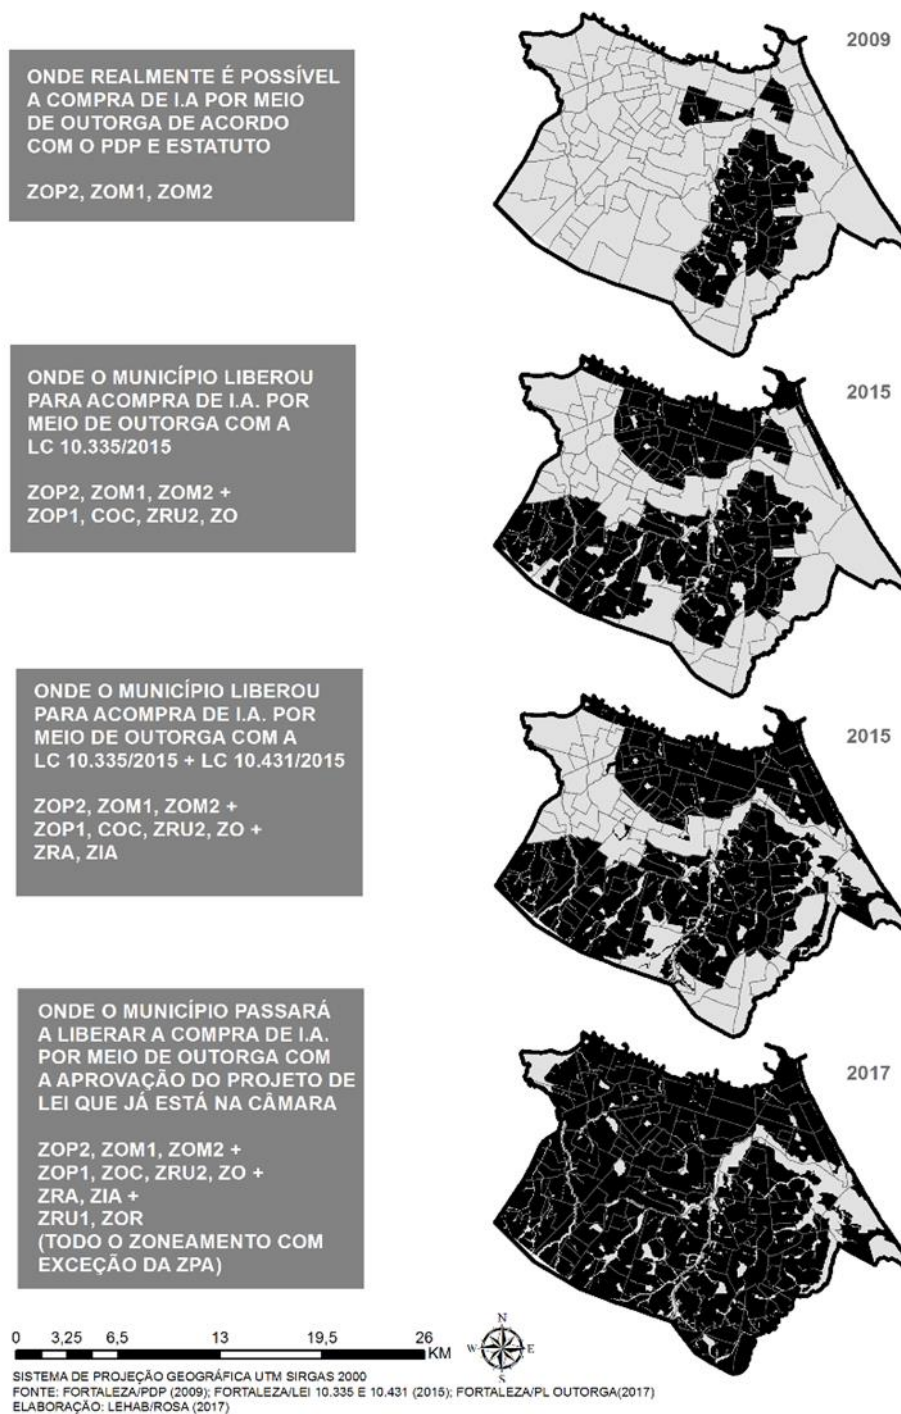 2009
ONDE REALMENTE É POSSÍVEL
A COMPRA DE I.A POR MEIO
DE OUTORGA DE ACORDO
COM O PDP E ESTATUTO
ZOP2, ZOM1, ZOM2
2015
ONDE O MUNICÍPIO LIBEROU
PARA ACOMPRA DE I.A. POR
MEIO DE OUTORGA COM A
LC 10.335/2015
ZOP2, ZOM1, ZOM2 +
ZOP1, COC, ZRU2, ZO
2015
ONDE O MUNICÍPIO LIBEROU
PARA ACOMPRA DE I.A. POR
MEIO DE OUTORGA COM A
LC 10.335/2015 + LC 10.431/2015
ZOP2, ZOM1, ZOM2 +
ZOP1, COC, ZRU2, ZO +
ZRA, ZIA
2017
ONDE O MUNICÍPIO PASSARÁ
A LIBERAR A COMPRA DE I.A.
POR MEIO DE OUTORGA COM
A APROVAÇÃO DO PROJETO DE
LEI QUE JÁ ESTÁ NA CÂMARA
ZOP2, ZOM1, ZOM2 +
ZOP1, ZOC, ZRU2, ZO +
ZRA, ZIA +
ZRU1, ZOR
(TODO O ZONEAMENTO COM
EXCEÇÃO DA ZPA)
0 3,25 6,5 13 19,5 26
KM
N
W E
S
SISTEMA DE PROJEÇÃO GEOGRÁFICA UTM SIRGAS 2000
FONTE: FORTALEZA/PDP (2009); FORTALEZA/LEI 10.335 E 10.431 (2015); FORTALEZA/PL OUTORGA(2017)
ELABORAÇÃO: LEHAB/ROSA (2017)